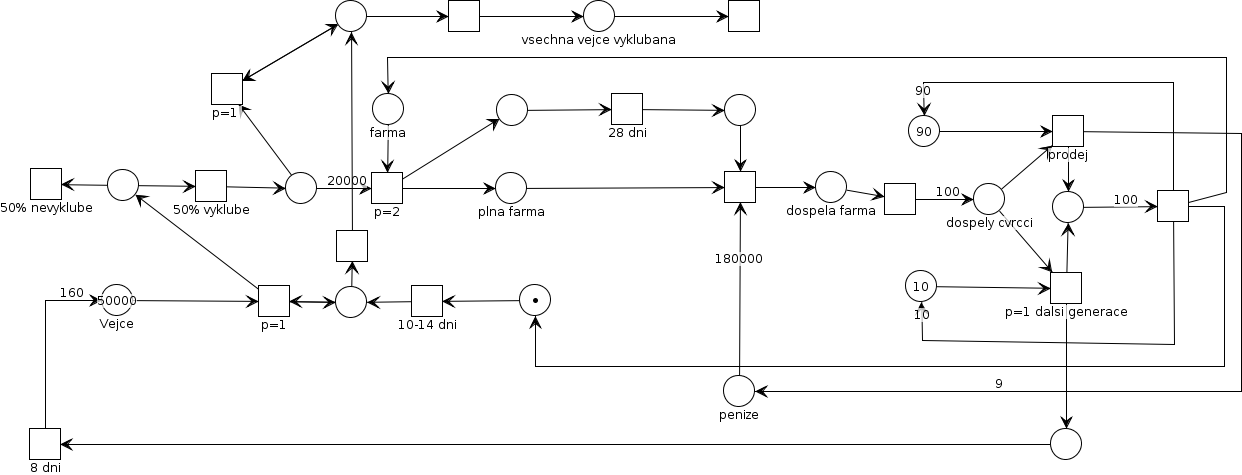 vsechna vejce vyklubana
p=1
90
farma
28 dni
90
prodej
20000
50% nevyklube
50% vyklube
p=2
plna farma
dospela farma
100
dospely cvrcci
100
180000
160
50000
Vejce
p=1
10-14 dni
10
10
p=1 dalsi generace
9
penize
8 dni